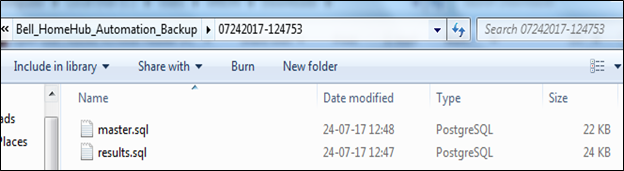 « Bell_HomeHub_Automation_Backup 07242017-124753 Search 07242017-124753
Include in library Share with Burn New folder
Name Date modified Type Size
ads master.sql 24-07-17 12:48 PostgreSQL 22 KB
Places results.sql 24-07-17 12:47 PostgreSQL 24 KB